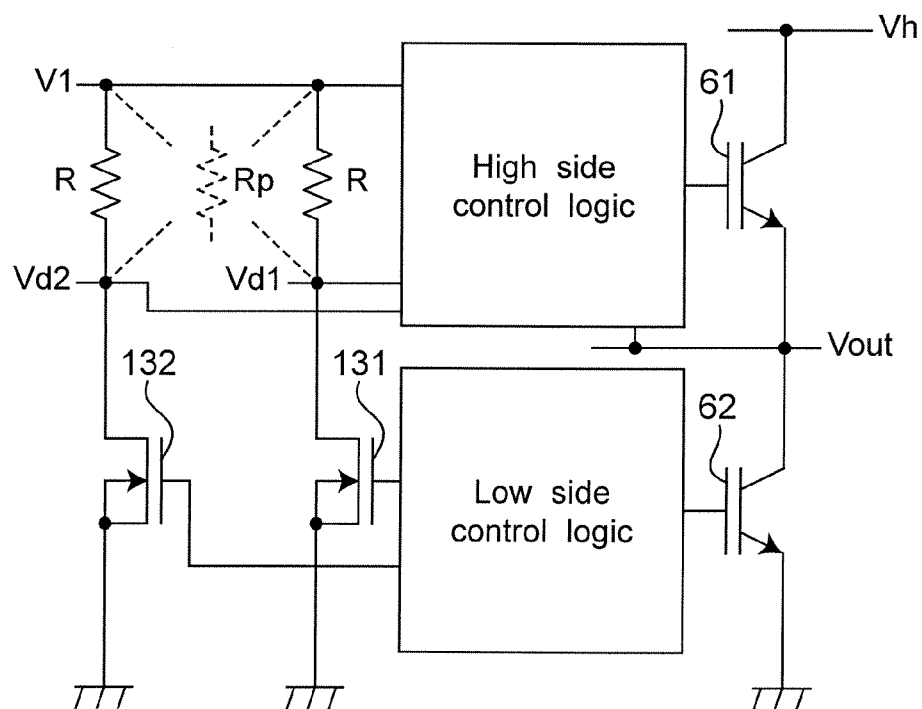 Vh
V1
61
R
Rp
R
High side
control logic
Vd2
Vd1
Vout
132
131
62
Low side
control logic